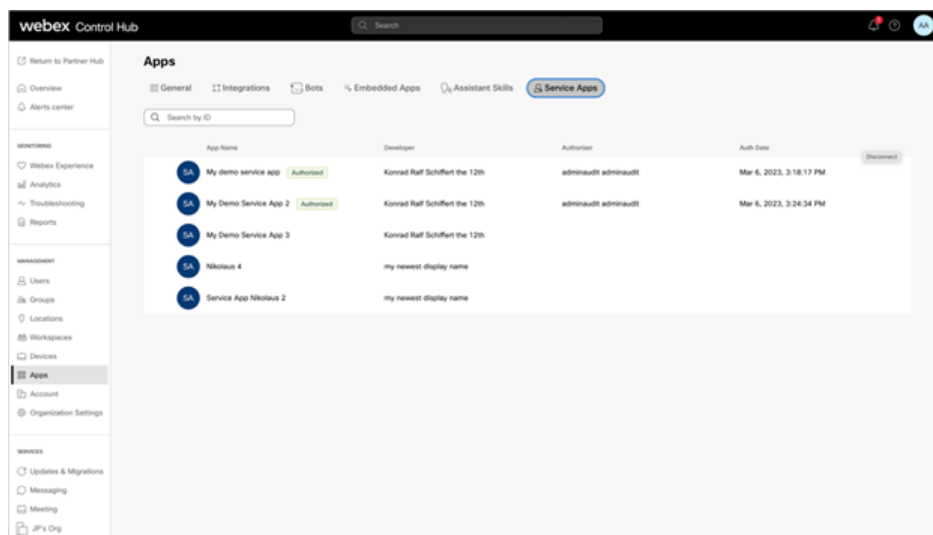 webex Control Hub
Search
AA
Return to Partner Hub
Overview
Alerts center
MONITORING
Webex Experience
Analytics
Troubleshooting
Reports
MANAGEMENT
Users
Groups
Locations
Workspaces
Devices
Apps
Account
Organization Settings
SERVICES
Updates & Migrations
Messaging
Meeting
JP's Org
Apps
General Integrations Bots Embedded Apps Assistant Skills Service Apps
Search by ID
App Name Developer Authorizer Auth Date
Disconnect
SA My demo service app Authorized Konrad Ralf Schiffert the 12th adminaudit adminaudit Mar 6, 2023, 3:18:17 PM
SA My Demo Service App 2 Authorized Konrad Ralf Schiffert the 12th adminaudit adminaudit Mar 6, 2023, 3:24:34 PM
SA My Demo Service App 3 Konrad Ralf Schiffert the 12th
SA Nikolaus 4 my newest display name
SA Service App Nikolaus 2 my newest display name